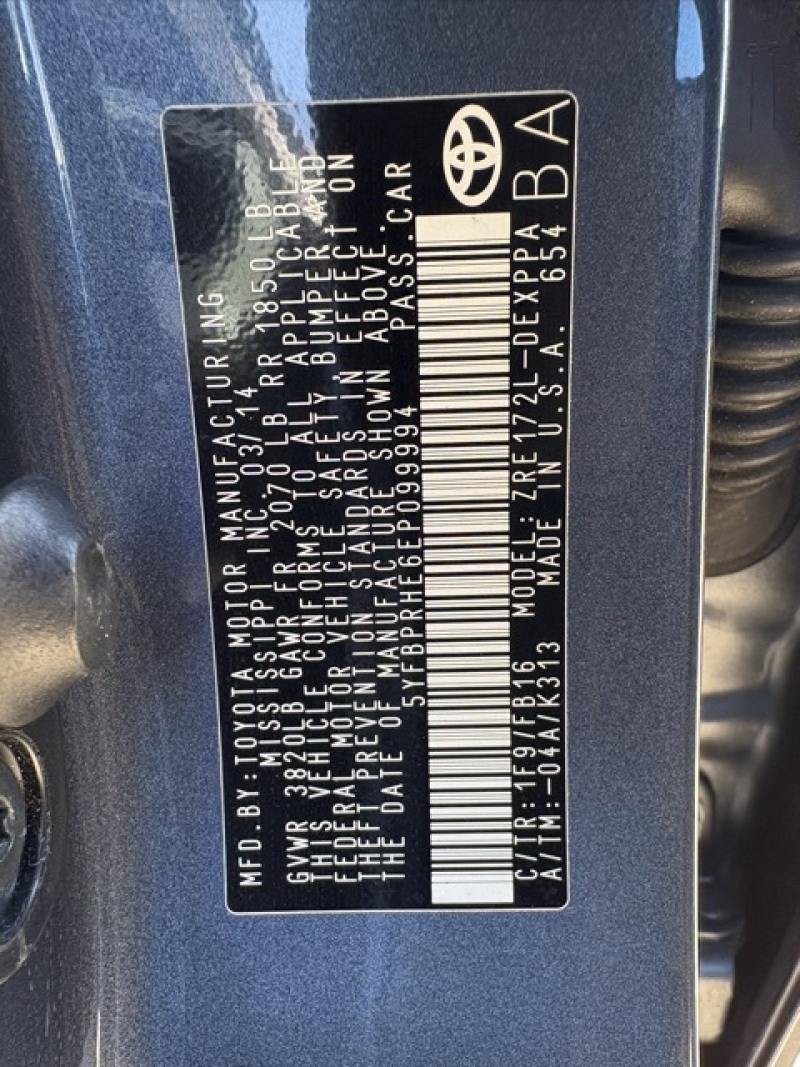 MFD.BY:TOYOTA MOTOR MANUFACTURING
MISSISSIPPI INC. 03/14
GVWR 3820LB GAWR FR 2070LB RR 1850LB
THIS VEHICLE CONFORMS TO ALL APPLICABLE
FEDERAL MOTOR VEHICLE SAFETY, BUMPER, AND
THEFT PREVENTION STANDARDS IN EFFECT ON
THE DATE OF MANUFACTURE SHOWN ABOVE.
5YFBPRHE6EP099994 PASS.CAR
C/TR:1F9/FB16 MODEL:ZRE172L-DEXPPA
A/TM:-04A/K313 MADE IN U.S.A. 654
BA